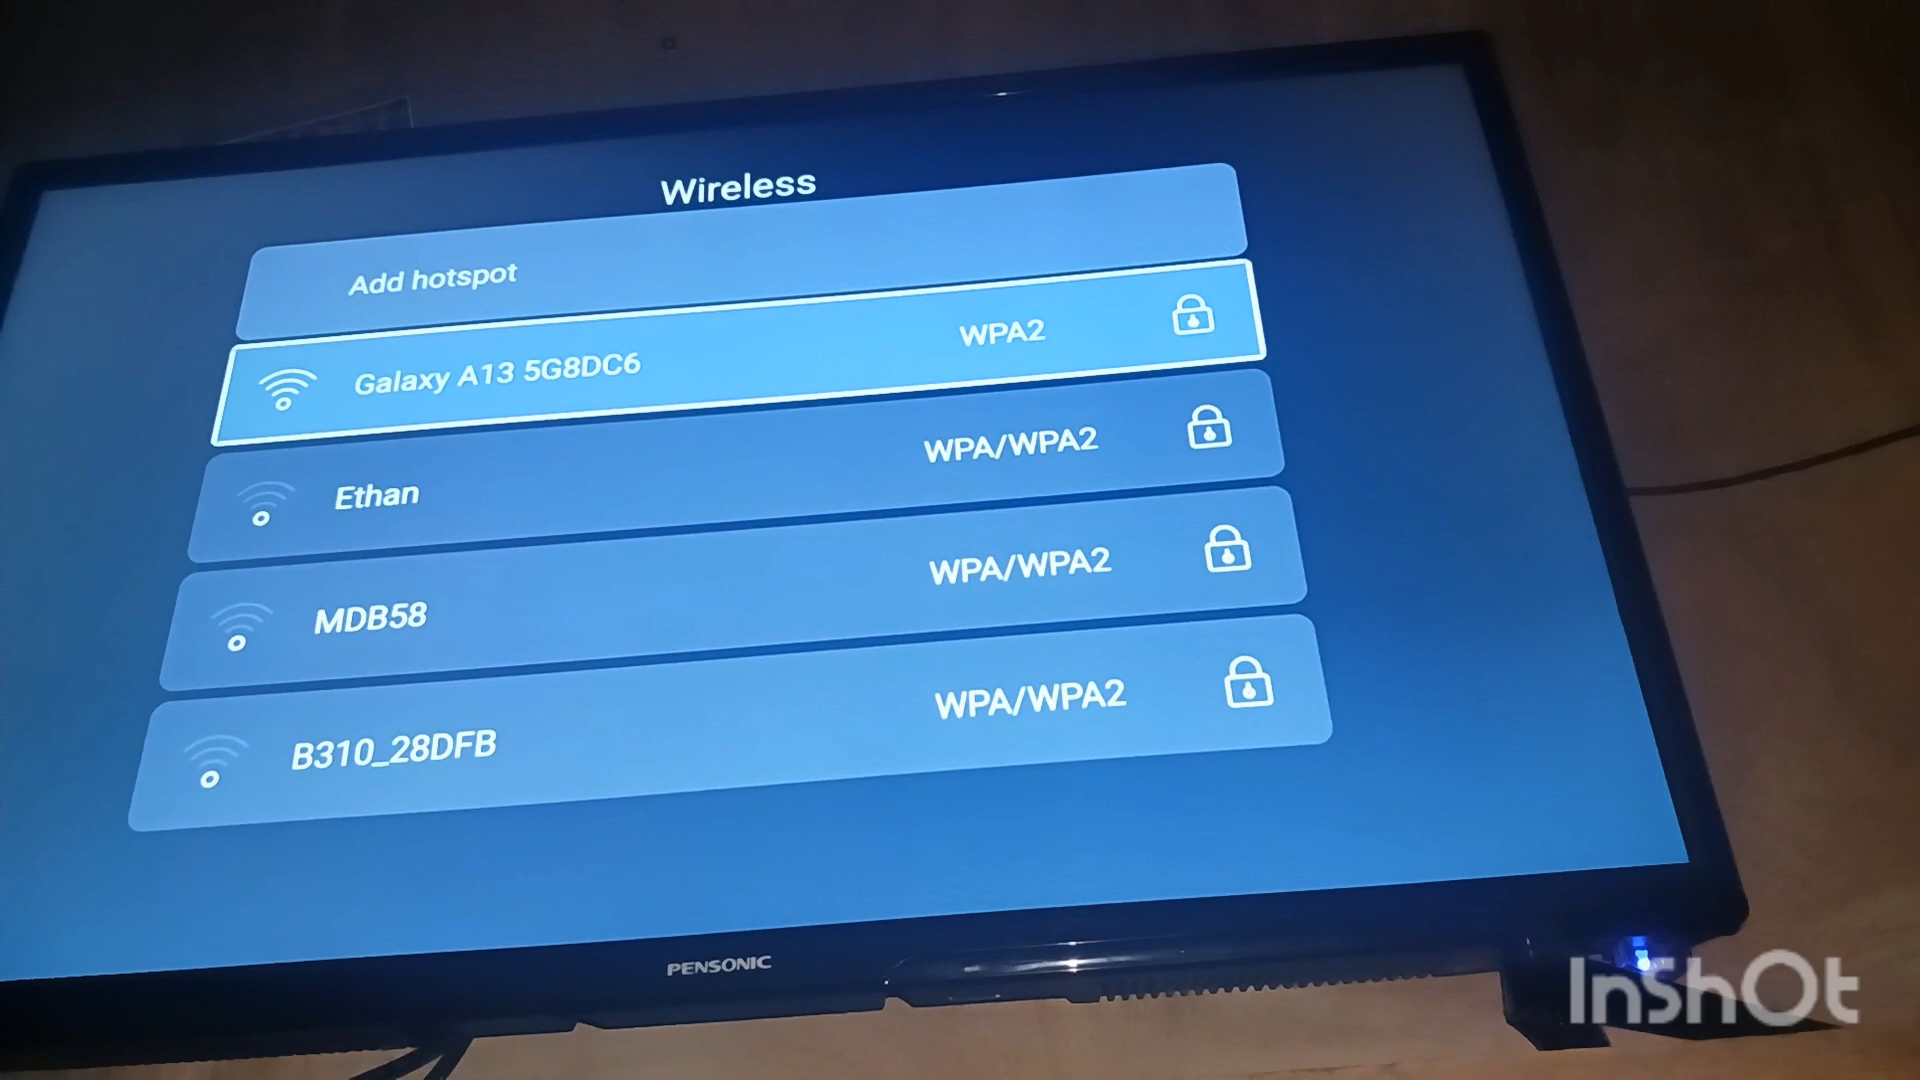 Wireless
Add hotspot
Galaxy A13 5G8DC6 WPA2
Ethan WPA/WPA2
MDB58 WPA/WPA2
B310_28DFB WPA/WPA2
PENSONIC
InShOt